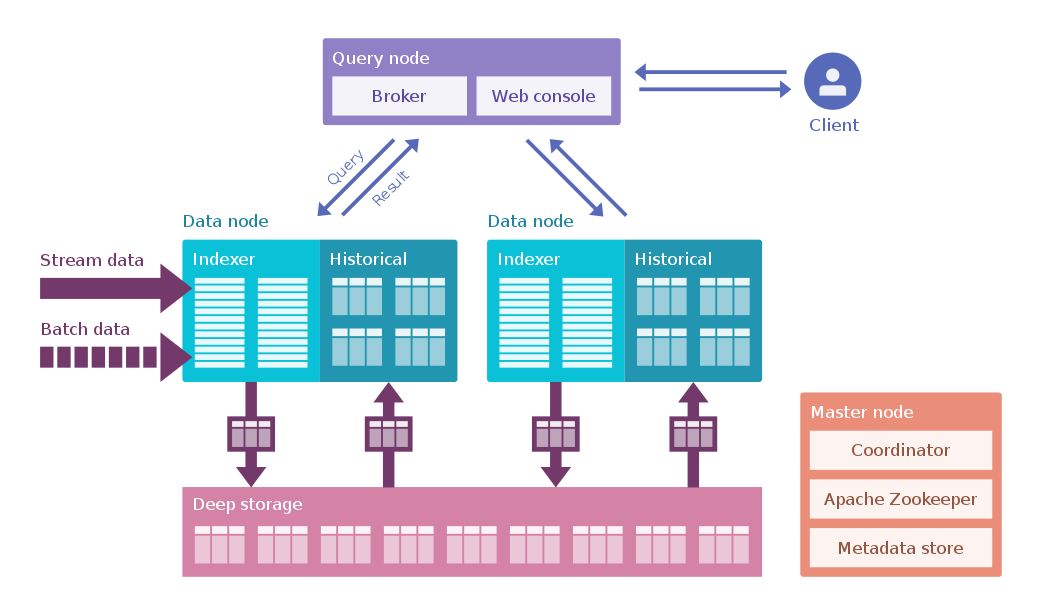 Query node
Broker
Web console
Client
Query
Result
Data node
Data node
Stream data
Batch data
Indexer
Historical
Indexer
Historical
Deep storage
Master node
Coordinator
Apache Zookeeper
Metadata store